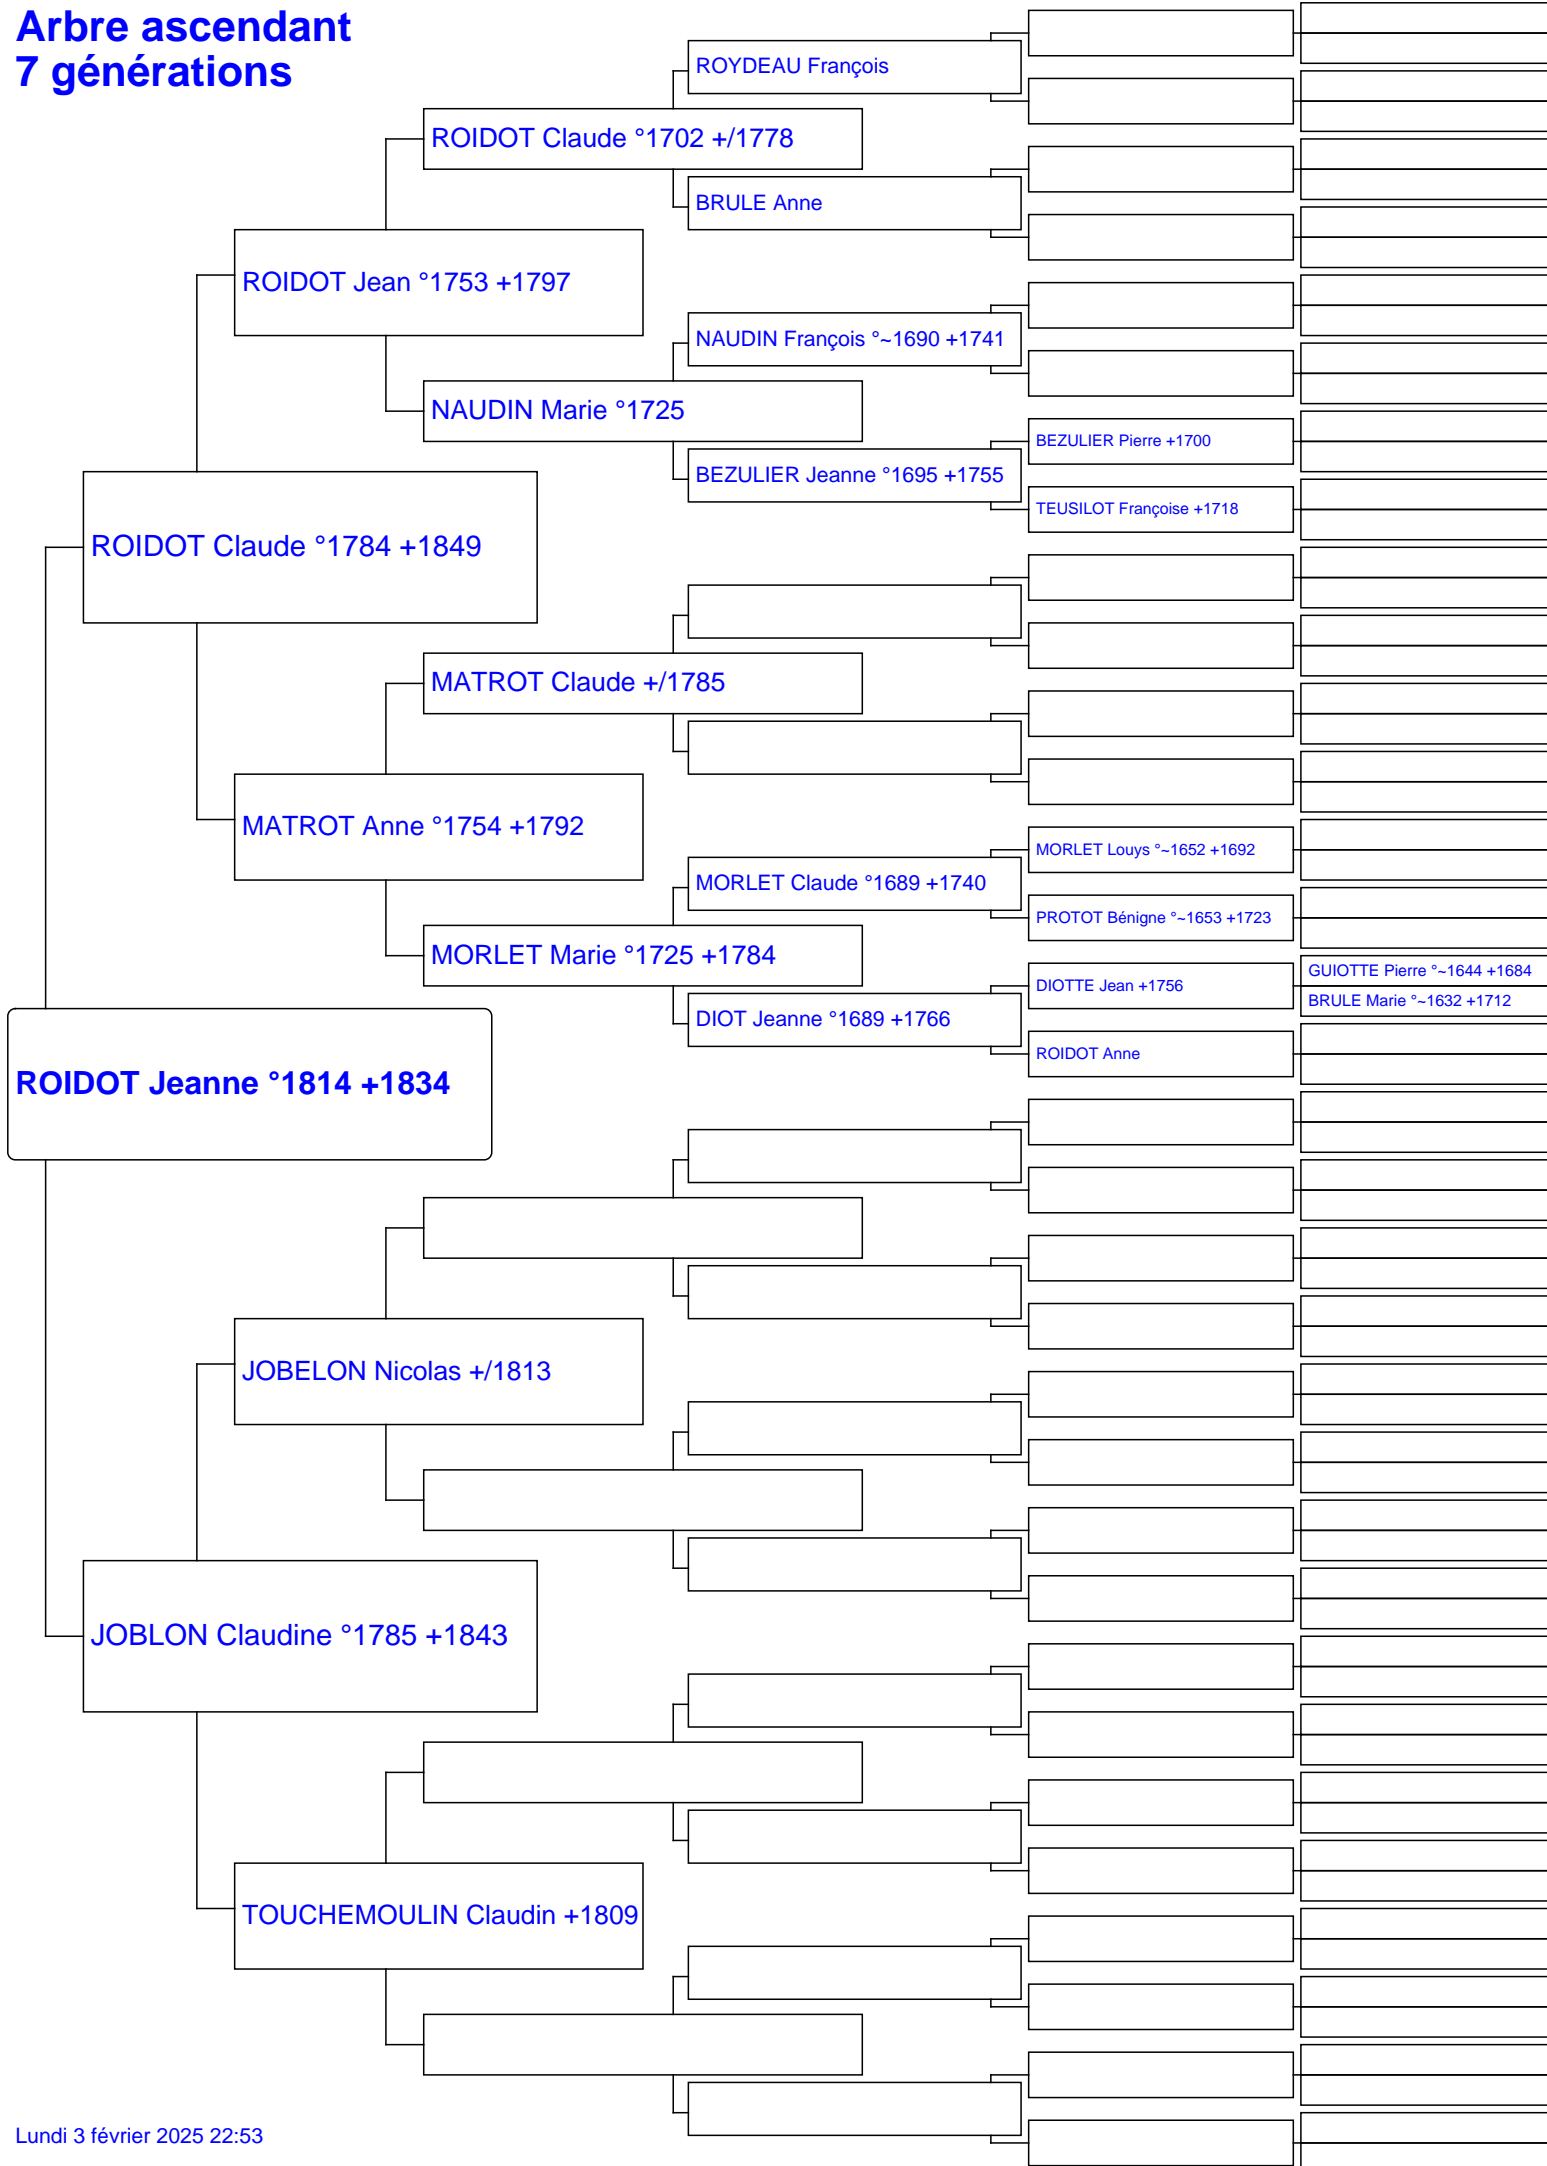 Arbre ascendant
7 générations
ROYDEAU François
ROIDOT Claude °1702 +/1778
BRULE Anne
ROIDOT Jean °1753 +1797
NAUDIN François °~1690 +1741
NAUDIN Marie °1725
BEZULIER Pierre +1700
BEZULIER Jeanne °1695 +1755
TEUSILOT Françoise +1718
ROIDOT Claude °1784 +1849
MATROT Claude +/1785
MATROT Anne °1754 +1792
MORLET Louys °~1652 +1692
MORLET Claude °1689 +1740
PROTOT Bénigne °~1653 +1723
MORLET Marie °1725 +1784
GUIOTTE Pierre °~1644 +1684
DIOTTE Jean +1756
BRULE Marie °~1632 +1712
DIOT Jeanne °1689 +1766
ROIDOT Anne
ROIDOT Jeanne °1814 +1834
JOBELON Nicolas +/1813
JOBLON Claudine °1785 +1843
TOUCHEMOULIN Claudin +1809
Lundi 3 février 2025 22:53